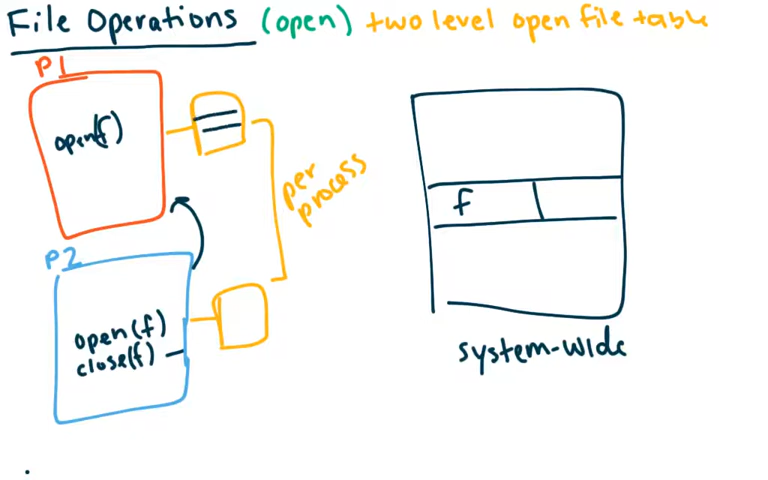 File Operations (open) two level open file table
P1
open(f)
per
process
f
P2
open(f)
close(f)
system-wide